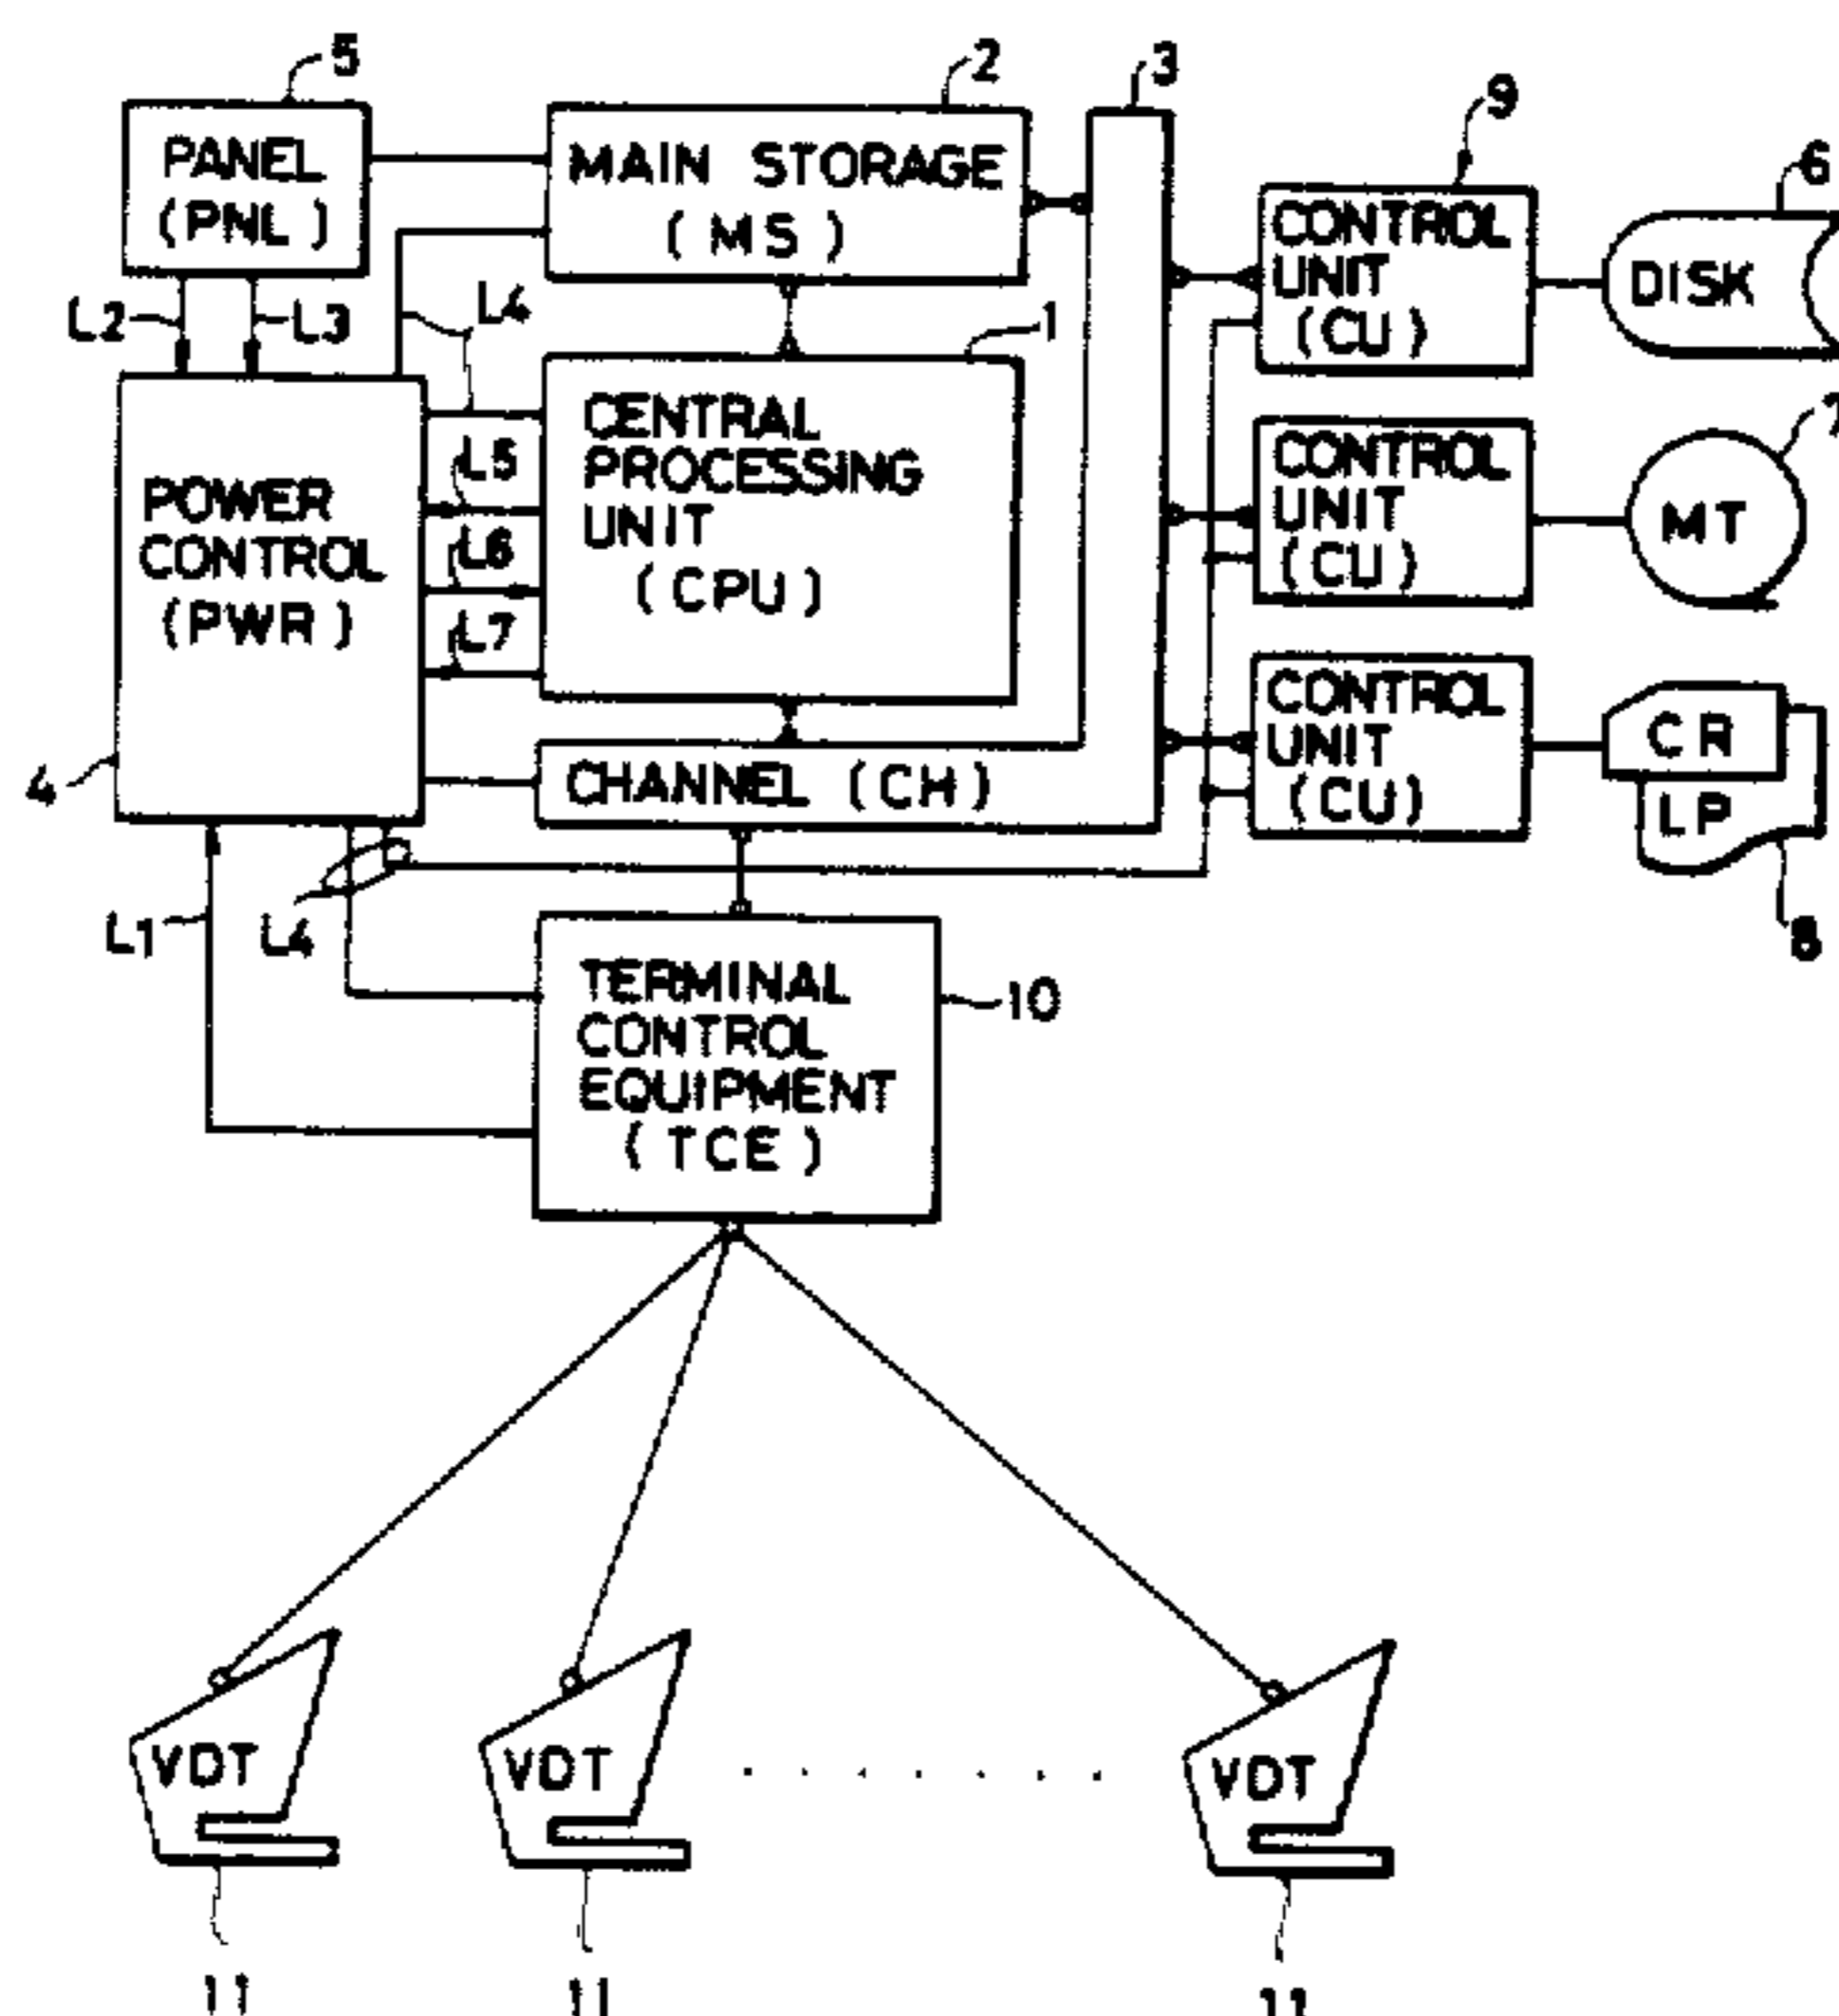 5
2
3
9
6
PANEL
(PNL)
MAIN STORAGE
(MS)
CONTROL
UNIT
(CU)
DISK
L2
L3
L4
1
7
POWER
CONTROL
(PWR)
L5
L6
L7
CENTRAL
PROCESSING
UNIT
(CPU)
CONTROL
UNIT
(CU)
MT
CONTROL
UNIT
(CU)
CR
LP
4
CHANNEL (CH)
L1
L4
8
TERMINAL
CONTROL
EQUIPMENT
(TCE)
10
VDT
VDT
VDT
11
11
11